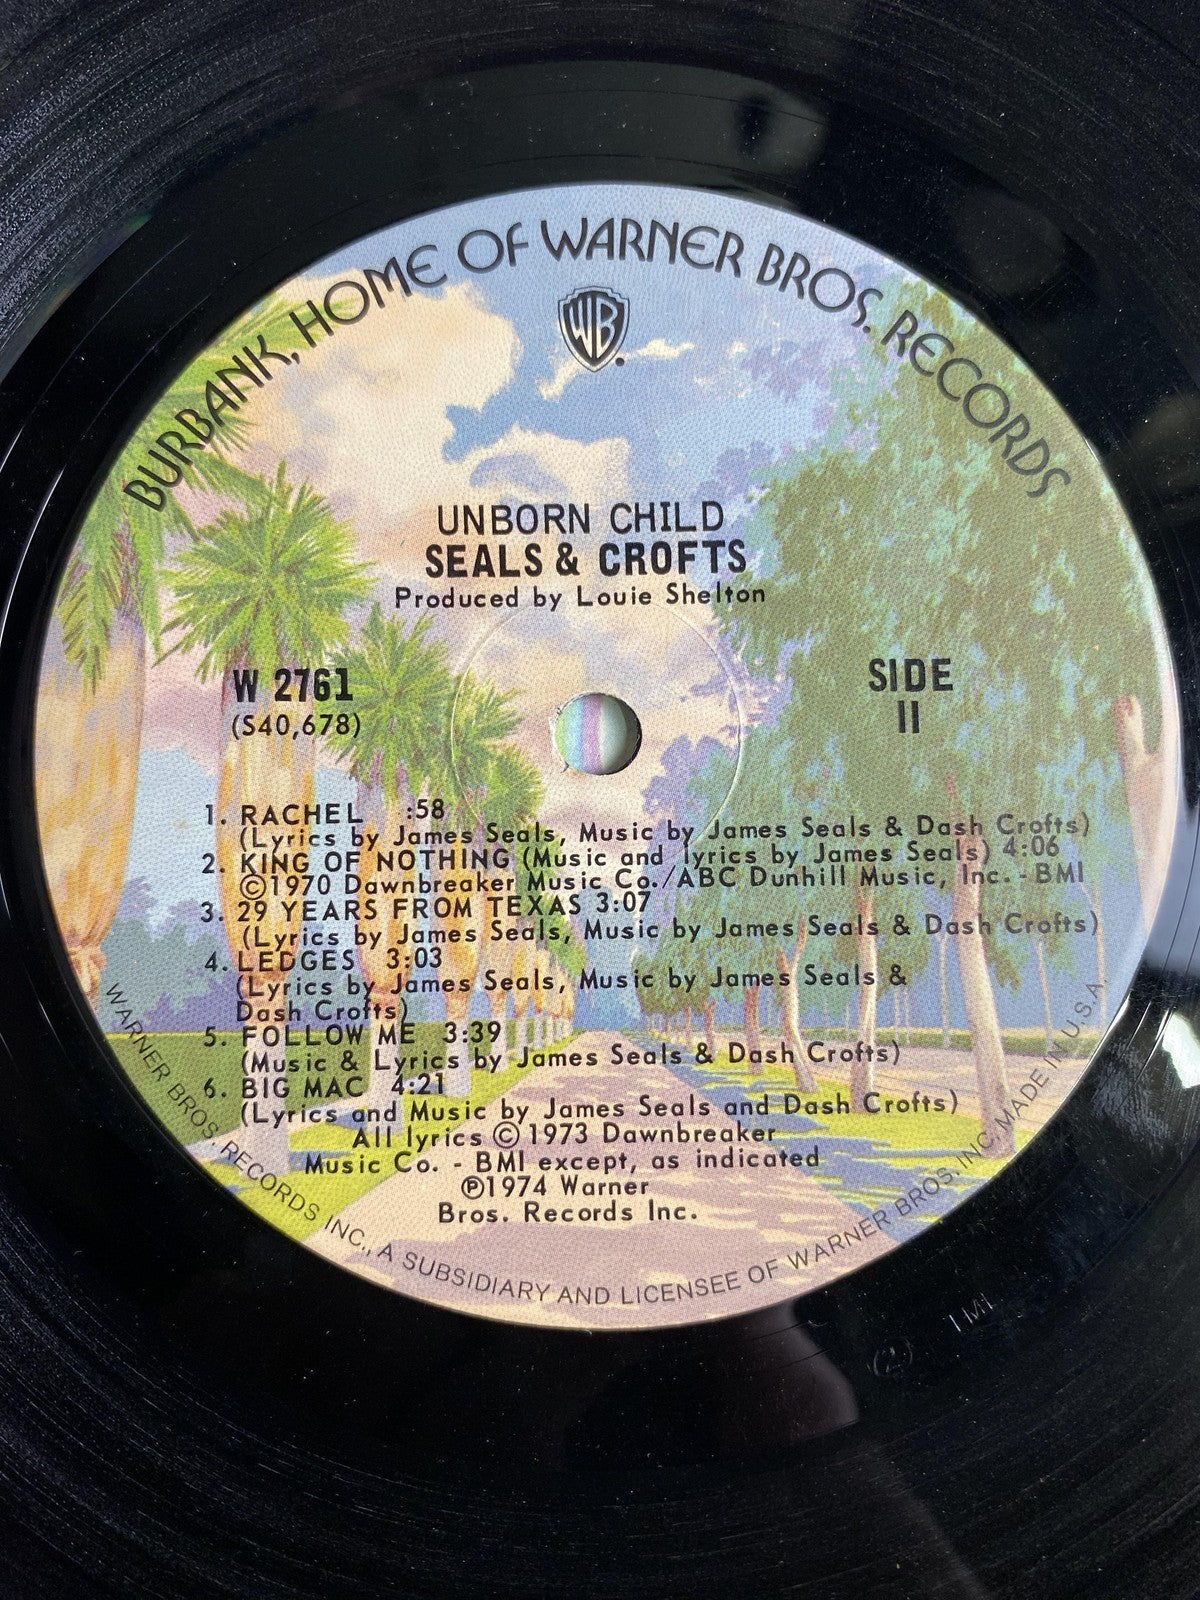 BURBANK, HOME OF WARNER BROS. RECORDS
WB
UNBORN CHILD
SEALS & CROFTS
Produced by Louie Shelton
W 2761
(S40,678)
SIDE
II
1. RACHEL :58
(Lyrics by James Seals, Music by James Seals & Dash Crofts)
2. KING OF NOTHING (Music and lyrics by James Seals) 4:06
©1970 Dawnbreaker Music Co./ABC Dunhill Music, Inc. - BMI
3. 29 YEARS FROM TEXAS 3:07
(Lyrics by James Seals, Music by James Seals & Dash Crofts)
4. LEDGES 3:03
(Lyrics by James Seals, Music by James Seals &
Dash Crofts)
5. FOLLOW ME 3:39
(Music & Lyrics by James Seals & Dash Crofts)
6. BIG MAC 4:21
(Lyrics and Music by James Seals and Dash Crofts)
All lyrics © 1973 Dawnbreaker
Music Co. - BMI except, as indicated
℗1974 Warner
Bros. Records Inc.
WARNER BROS. RECORDS INC., A SUBSIDIARY AND LICENSEE OF WARNER BROS. INC. MADE IN U.S.A.
(2) 1M1